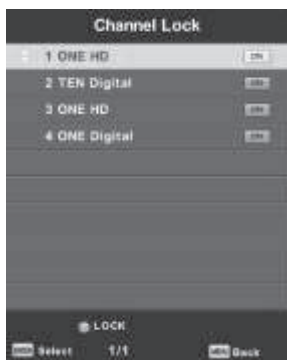 Channel Lock
1 ONE HD
2 TEN Digital
3 ONE HD
4 ONE Digital
LOCK
Select 1/1 Back